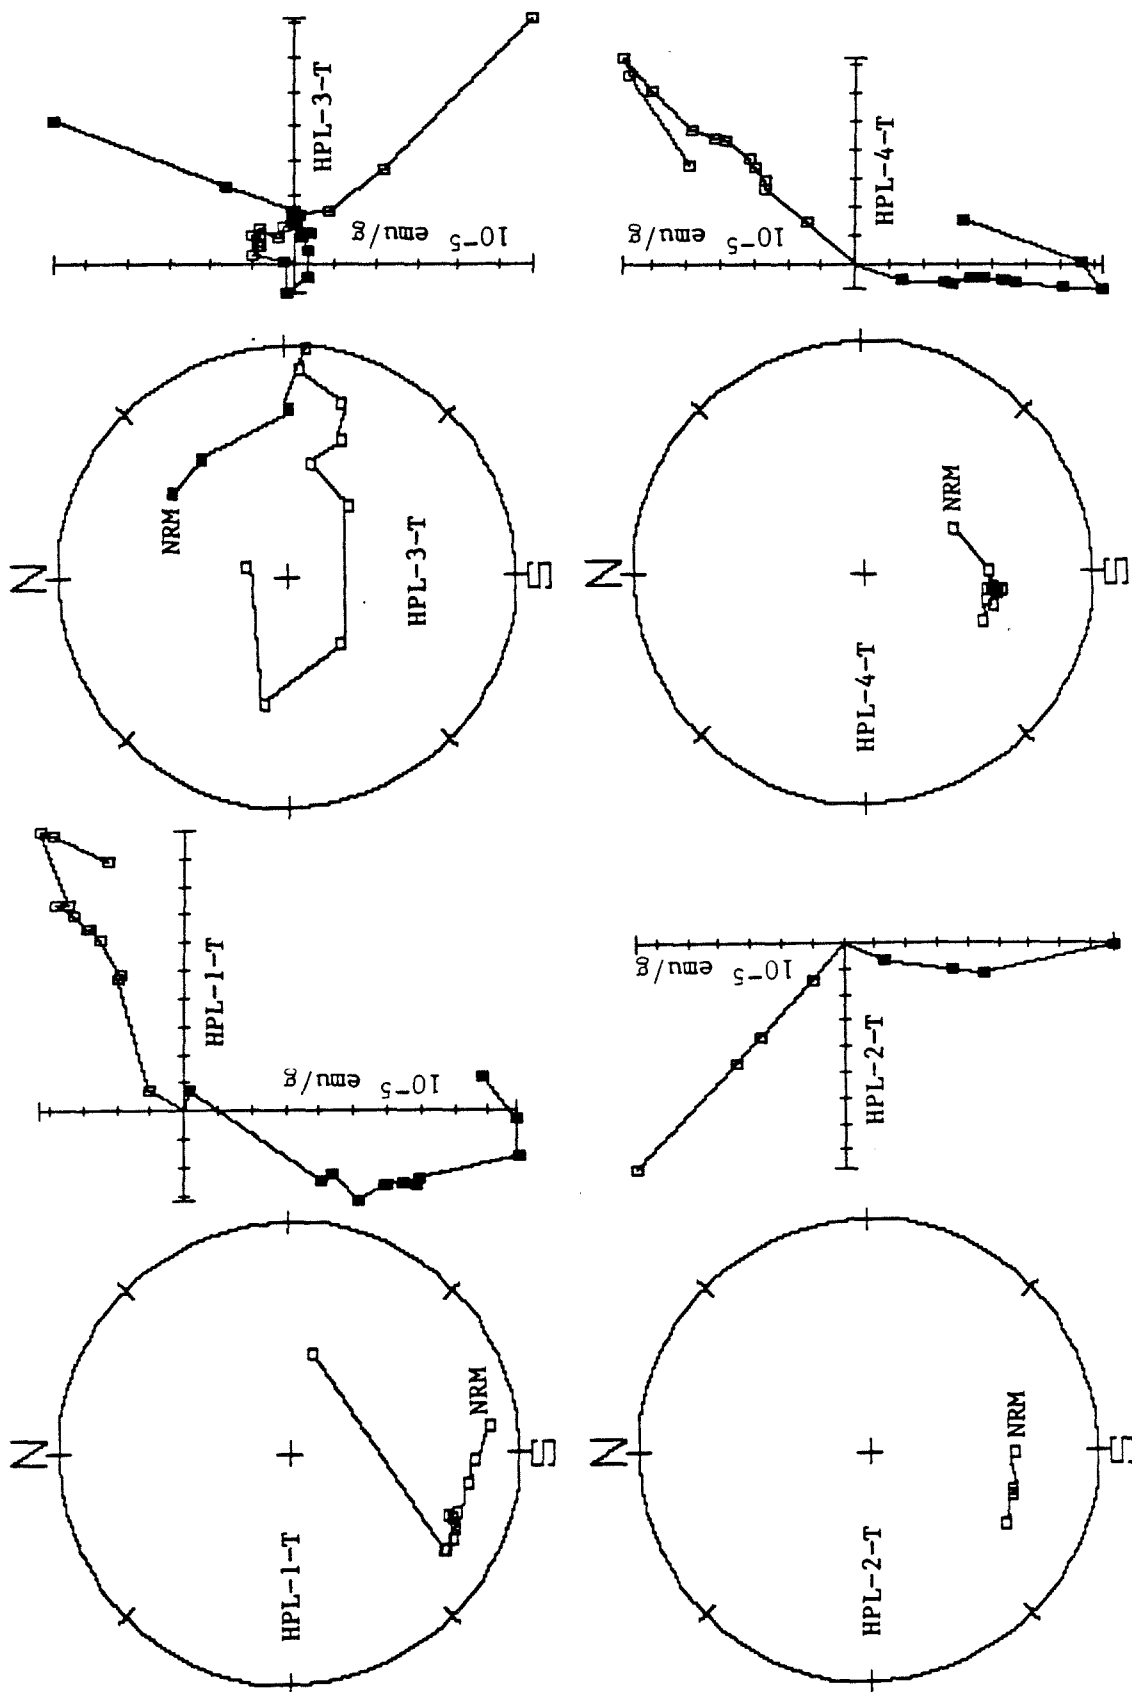 N
NRM
HPL-1-T
S
HPL-1-T
10⁻⁵ emu/g
N
NRM
HPL-3-T
S
HPL-3-T
10⁻⁵ emu/g
N
NRM
HPL-2-T
S
HPL-2-T
10⁻⁵ emu/g
N
NRM
HPL-4-T
S
HPL-4-T
10⁻⁵ emu/g